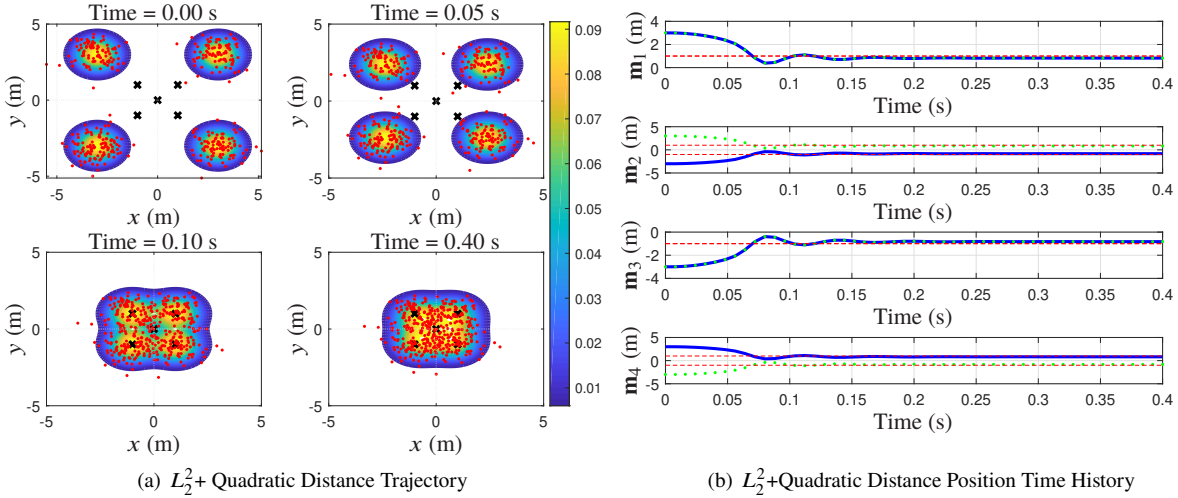 Time = 0.00 s
5
0
-5
y (m)
-5
0
5
x (m)
Time = 0.05 s
5
0
-5
y (m)
-5
0
5
x (m)
Time = 0.10 s
5
0
-5
y (m)
-5
0
5
x (m)
Time = 0.40 s
5
0
-5
y (m)
-5
0
5
x (m)
0.09
0.08
0.07
0.06
0.05
0.04
0.03
0.02
0.01
(a) L₂²+ Quadratic Distance Trajectory
m₁ (m)
4
2
0
0 0.05 0.1 0.15 0.2 0.25 0.3 0.35 0.4
Time (s)
m₂ (m)
5
0
-5
0 0.05 0.1 0.15 0.2 0.25 0.3 0.35 0.4
Time (s)
m₃ (m)
0
-2
-4
0 0.05 0.1 0.15 0.2 0.25 0.3 0.35 0.4
Time (s)
m₄ (m)
5
0
-5
0 0.05 0.1 0.15 0.2 0.25 0.3 0.35 0.4
Time (s)
(b) L₂²+Quadratic Distance Position Time History